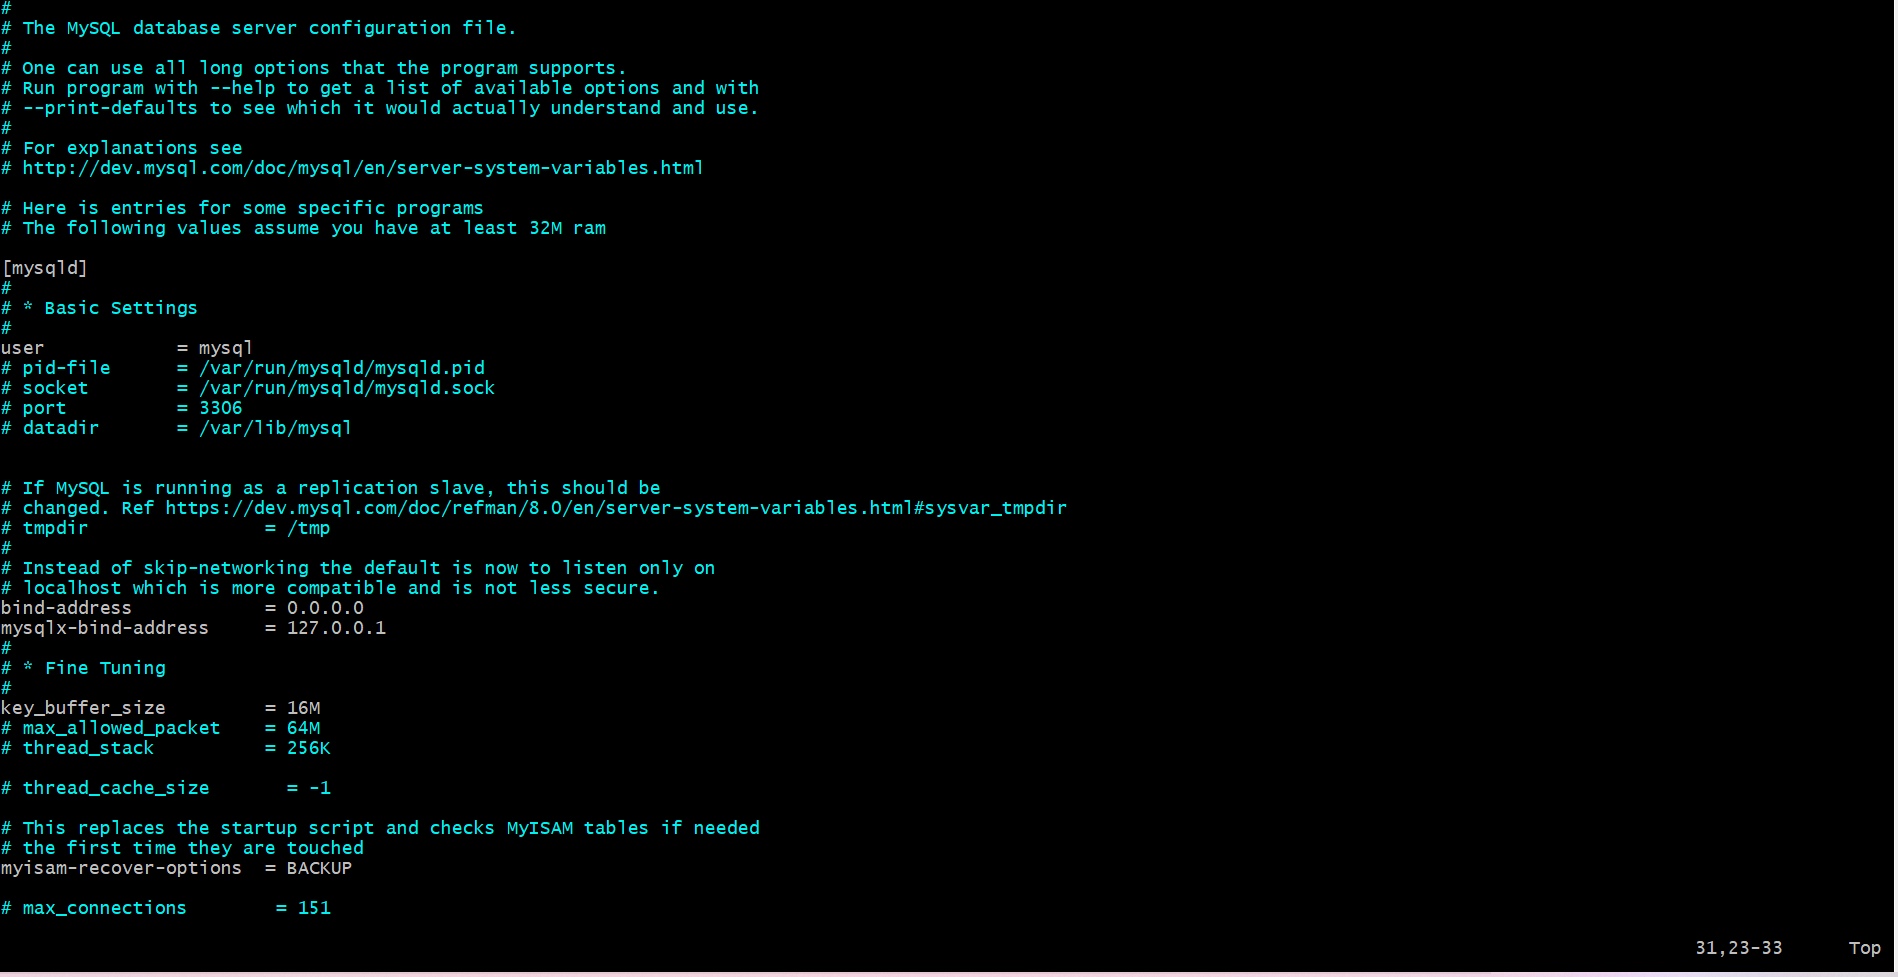 #
# The MySQL database server configuration file.
#
# One can use all long options that the program supports.
# Run program with --help to get a list of available options and with
# --print-defaults to see which it would actually understand and use.
#
# For explanations see
# http://dev.mysql.com/doc/mysql/en/server-system-variables.html
# Here is entries for some specific programs
# The following values assume you have at least 32M ram
[mysqld]
#
# * Basic Settings
#
user            = mysql
# pid-file      = /var/run/mysqld/mysqld.pid
# socket        = /var/run/mysqld/mysqld.sock
# port          = 3306
# datadir       = /var/lib/mysql
# If MySQL is running as a replication slave, this should be
# changed. Ref https://dev.mysql.com/doc/refman/8.0/en/server-system-variables.html#sysvar_tmpdir
# tmpdir                = /tmp
#
# Instead of skip-networking the default is now to listen only on
# localhost which is more compatible and is not less secure.
bind-address            = 0.0.0.0
mysqlx-bind-address     = 127.0.0.1
#
# * Fine Tuning
#
key_buffer_size         = 16M
# max_allowed_packet    = 64M
# thread_stack          = 256K
# thread_cache_size       = -1
# This replaces the startup script and checks MyISAM tables if needed
# the first time they are touched
myisam-recover-options  = BACKUP
# max_connections        = 151
31,23-33      Top